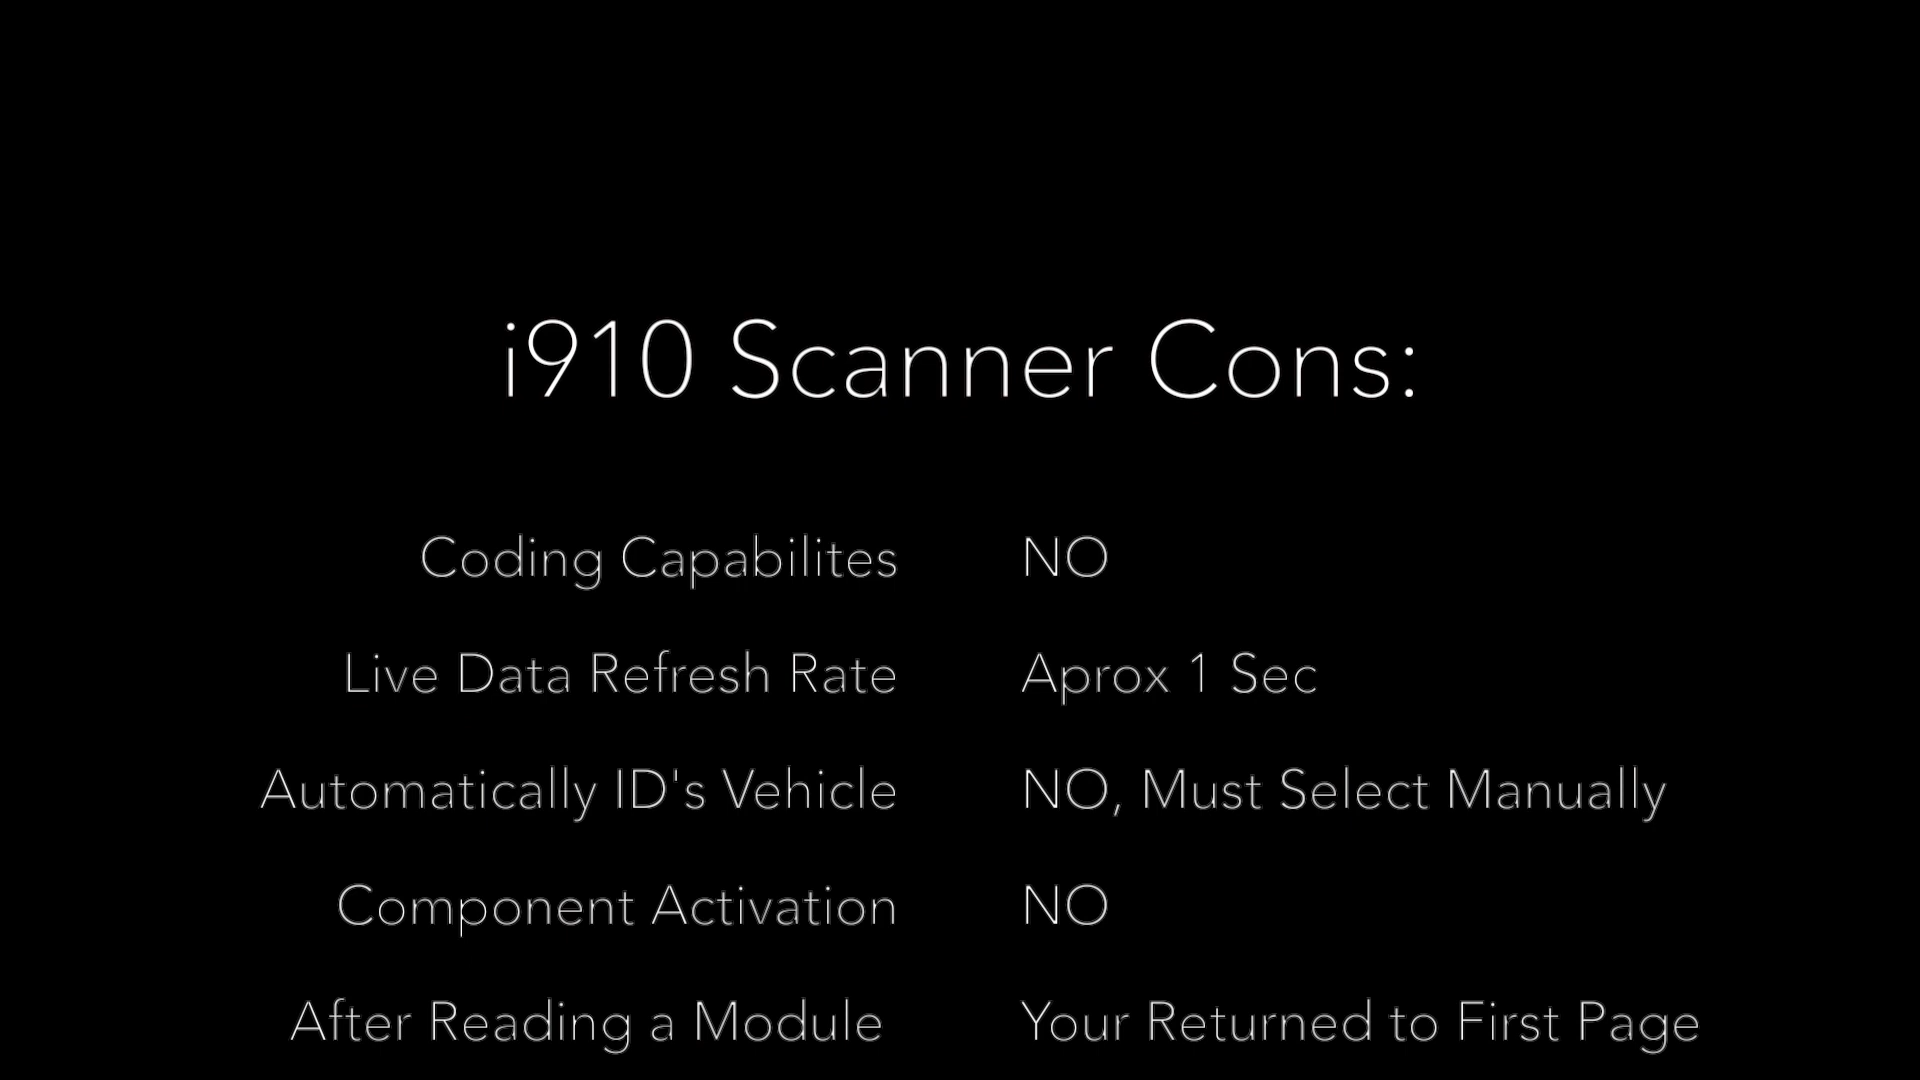 i910 Scanner Cons:
Coding Capabilites NO
Live Data Refresh Rate Aprox 1 Sec
Automatically ID's Vehicle NO, Must Select Manually
Component Activation NO
After Reading a Module Your Returned to First Page